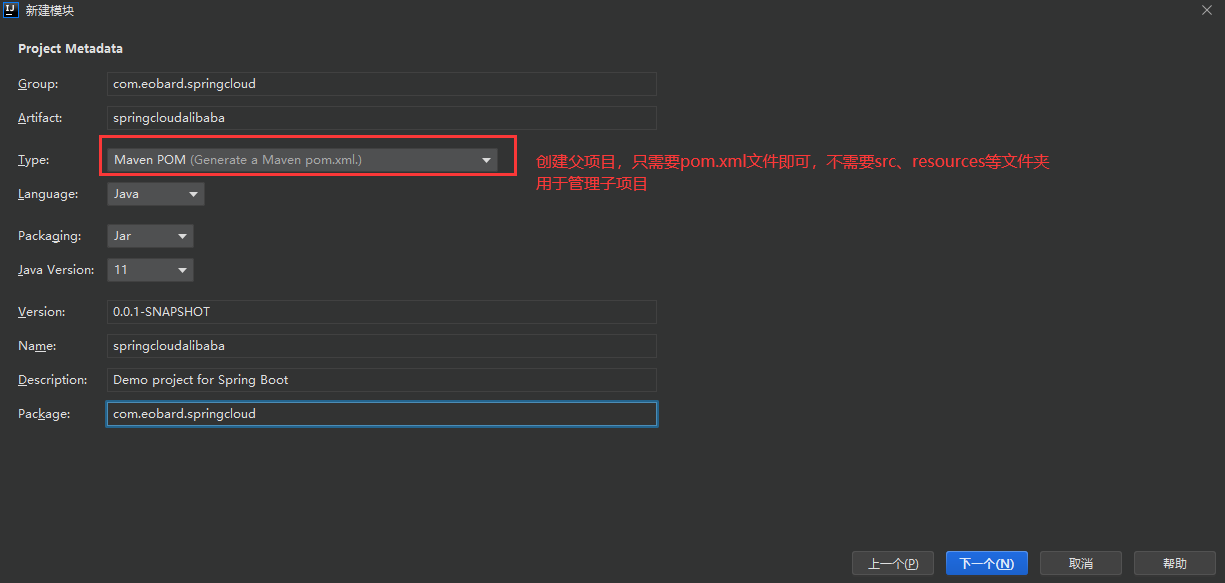 IJ 新建模块
Project Metadata
Group: com.eobard.springcloud
Artifact: springcloudalibaba
Type: Maven POM (Generate a Maven pom.xml.)
创建父项目，只需要pom.xml文件即可，不需要src、resources等文件夹
用于管理子项目
Language: Java
Packaging: Jar
Java Version: 11
Version: 0.0.1-SNAPSHOT
Name: springcloudalibaba
Description: Demo project for Spring Boot
Package: com.eobard.springcloud
上一个(P) 下一个(N) 取消 帮助